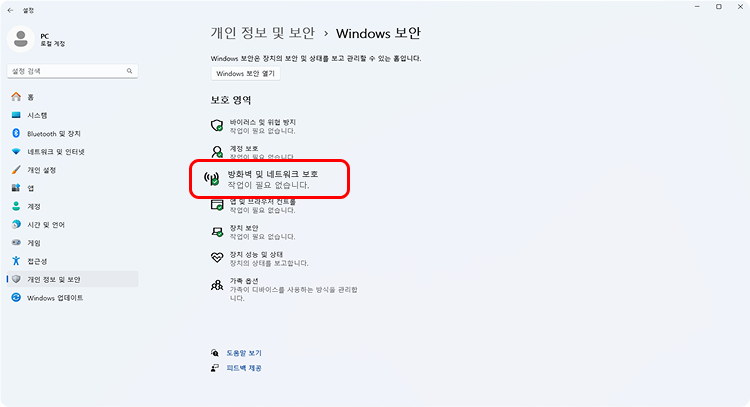 설정
PC
로컬 계정
설정 검색
홈
시스템
Bluetooth 및 장치
네트워크 및 인터넷
개인 설정
앱
계정
시간 및 언어
게임
접근성
개인 정보 및 보안
Windows 업데이트
개인 정보 및 보안 > Windows 보안
Windows 보안은 장치의 보안 및 상태를 보고 관리할 수 있는 홈입니다.
Windows 보안 열기
보호 영역
바이러스 및 위협 방지
작업이 필요 없습니다.
계정 보호
작업이 필요 없습니다.
방화벽 및 네트워크 보호
작업이 필요 없습니다.
앱 및 브라우저 컨트롤
작업이 필요 없습니다.
장치 보안
작업이 필요 없습니다.
장치 성능 및 상태
장치의 상태를 보고합니다.
가족 옵션
가족이 디바이스를 사용하는 방식을 관리합
니다.
도움말 보기
피드백 제공